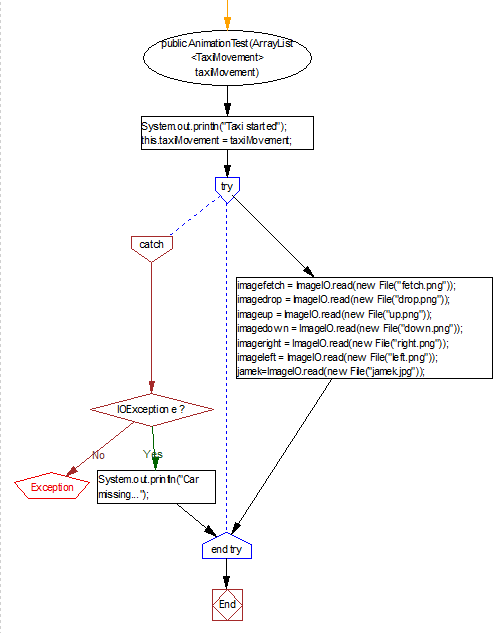 public AnimationTest(ArrayList
<TaxiMovement>
taxiMovement)
System.out.println("Taxi started");
this.taxiMovement = taxiMovement;
try
catch
imagefetch = ImageIO.read(new File("fetch.png"));
imagedrop = ImageIO.read(new File("drop.png"));
imageup = ImageIO.read(new File("up.png"));
imagedown = ImageIO.read(new File("down.png"));
imageright = ImageIO.read(new File("right.png"));
imageleft = ImageIO.read(new File("left.png"));
jamek=ImageIO.read(new File("jamek.jpg"));
IOException e ?
No
Yes
Exception
System.out.println("Car
missing...");
end try
End